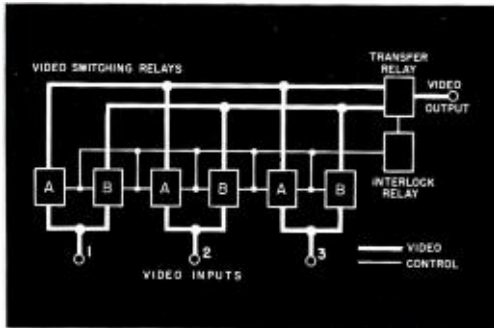 VIDEO SWITCHING RELAYS
TRANSFER
RELAY
VIDEO
OUTPUT
A B A B A B
INTERLOCK
RELAY
1 2 3
VIDEO INPUTS
VIDEO
CONTROL